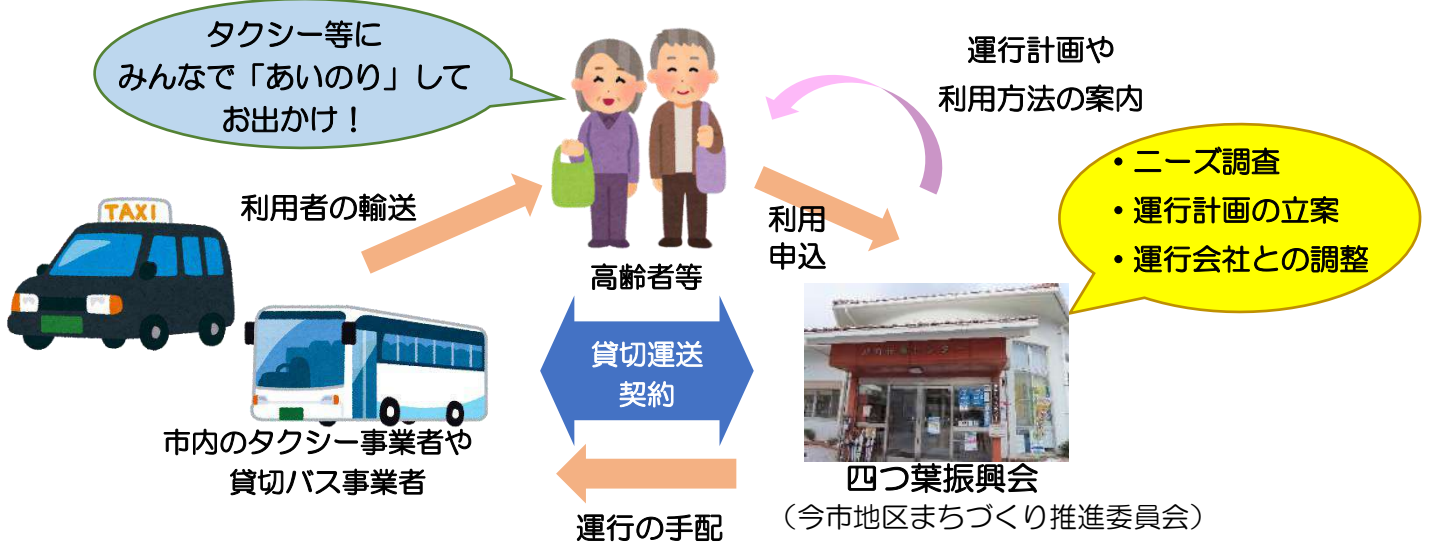 タクシー等に
みんなで「あいのり」して
お出かけ！
運行計画や
利用方法の案内
・ニーズ調査
・運行計画の立案
・運行会社との調整
TAXI
利用者の輸送
利用
申込
高齢者等
貸切運送
契約
市内のタクシー事業者や
貸切バス事業者
四つ葉振興会
（今市地区まちづくり推進委員会）
運行の手配